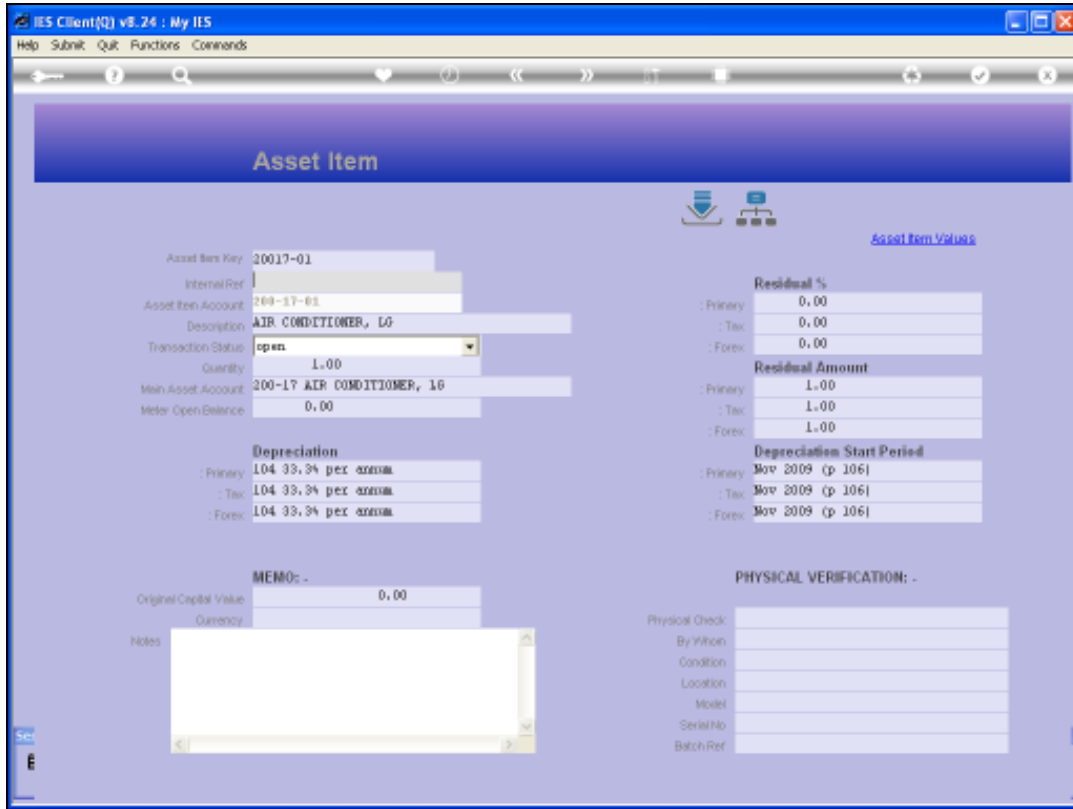 IES Client(Q) v8.24 : My IES
Help Submit Quit Functions Commands
Asset Item
Asset Item Values
Asset Item Key 20017-01
Internal Ref
Asset Item Account 200-17-01
Description AIR CONDITIONER, LG
Transaction Status open
Quantity 1.00
Main Asset Account 200-17 AIR CONDITIONER, LG
Meter Open Balance 0.00
Residual %
: Primary 0.00
: Tax 0.00
: Forex 0.00
Residual Amount
: Primary 1.00
: Tax 1.00
: Forex 1.00
Depreciation
: Primary 104 33.3% per annum
: Tax 104 33.3% per annum
: Forex 104 33.3% per annum
Depreciation Start Period
: Primary Nov 2009 (p 106)
: Tax Nov 2009 (p 106)
: Forex Nov 2009 (p 106)
MEMO: -
Original Capital Value 0.00
Currency
Notes
PHYSICAL VERIFICATION: -
Physical Check
By Whom
Condition
Location
Model
Serial No
Batch Ref